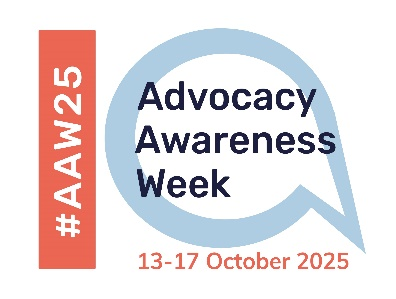 #AAW25
Advocacy
Awareness
Week
13-17 October 2025